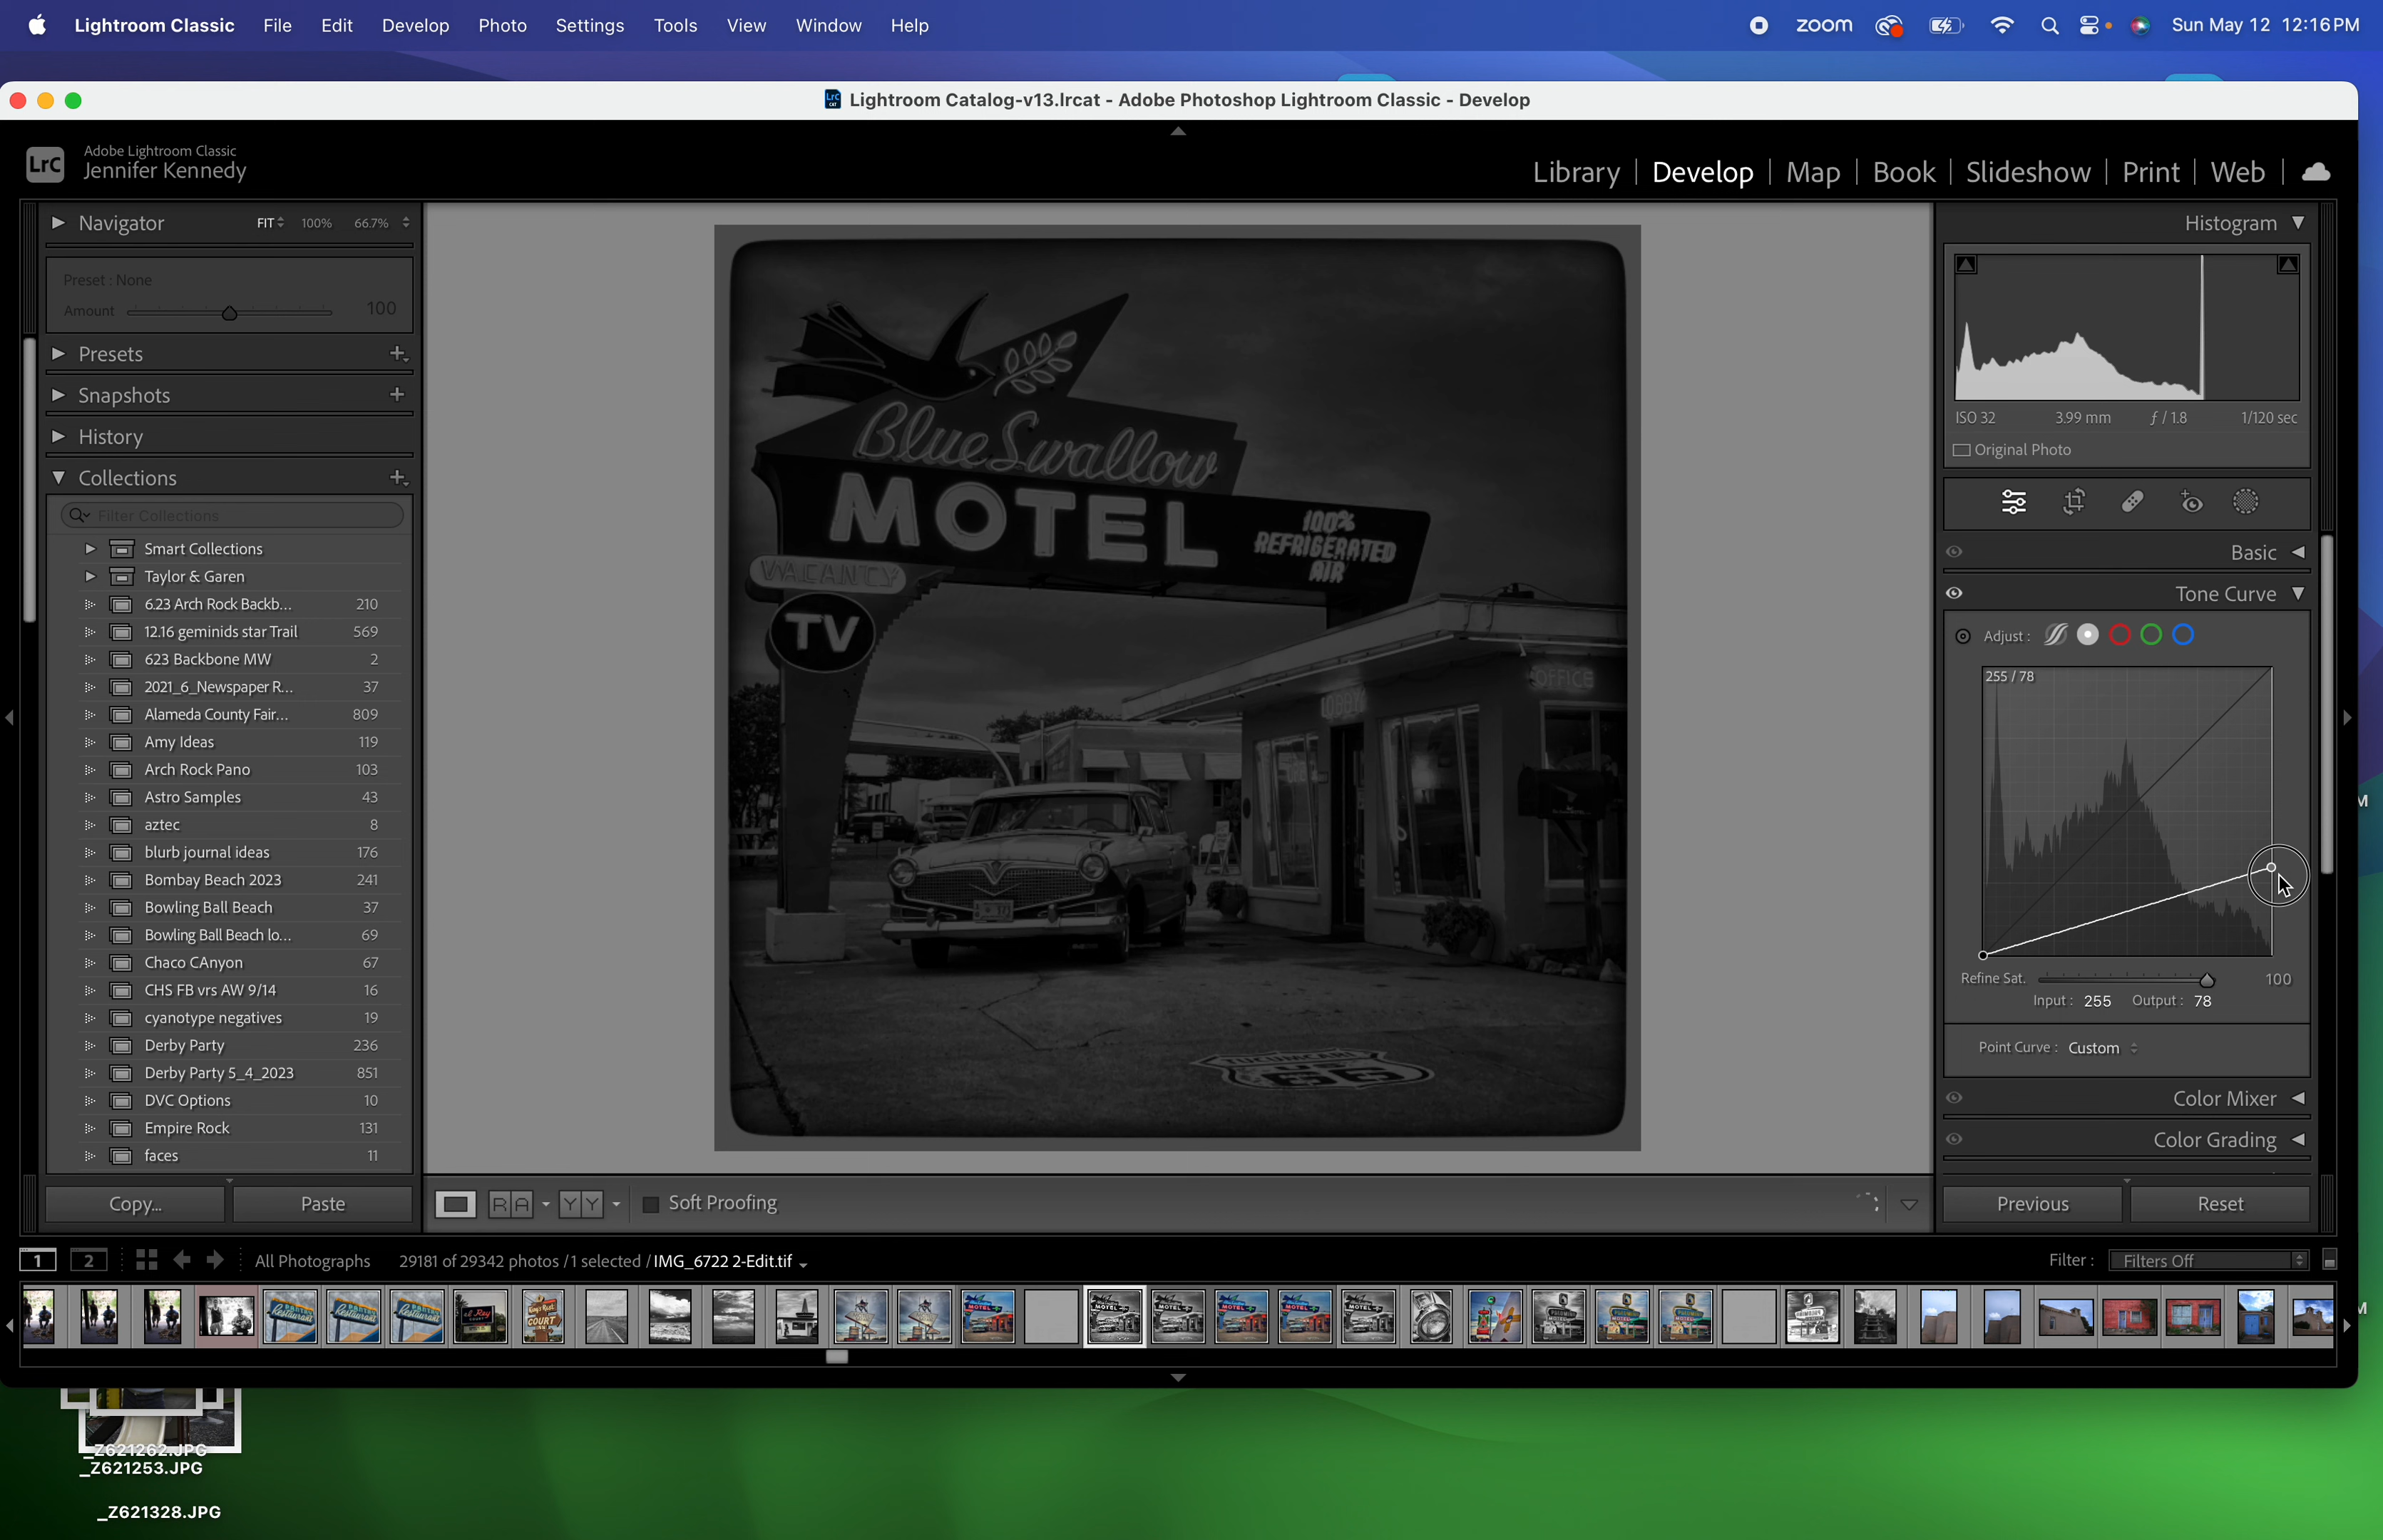 Lightroom Classic File Edit Develop Photo Settings Tools View Window Help zoom Sun May 12 12:16 PM
Lightroom Catalog-v13.lrcat - Adobe Photoshop Lightroom Classic - Develop
LrC
Adobe Lightroom Classic
Jennifer Kennedy
Library Develop Map Book Slideshow Print Web
Navigator FIT 100% 66.7%
Preset : None
Amount 100
Presets
Snapshots
History
Collections
Filter Collections
Smart Collections
Taylor & Garen
6.23 Arch Rock Backb... 210
12.16 geminids star Trail 569
623 Backbone MW 2
2021_6_Newspaper R... 37
Alameda County Fair... 809
Amy Ideas 119
Arch Rock Pano 103
Astro Samples 43
aztec 8
blurb journal ideas 176
Bombay Beach 2023 241
Bowling Ball Beach 37
Bowling Ball Beach lo... 69
Chaco CAnyon 67
CHS FB vrs AW 9/14 16
cyanotype negatives 19
Derby Party 236
Derby Party 5_4_2023 851
DVC Options 10
Empire Rock 131
faces 11
Copy... Paste
Blue Swallow
MOTEL
100%
REFRIGERATED
AIR
VACANCY
TV
OFFICE
LOBBY
TUCUMCARI
US
66
Histogram
ISO 32 3.99 mm ƒ / 1.8 1/120 sec
Original Photo
Basic
Tone Curve
Adjust :
255 / 78
Refine Sat. 100
Input : 255 Output : 78
Point Curve : Custom
Color Mixer
Color Grading
Previous Reset
R A Y Y Soft Proofing
1 2 All Photographs 29181 of 29342 photos / 1 selected / IMG_6722 2-Edit.tif Filter : Filters Off
_Z621262.JPG
_Z621253.JPG
_Z621328.JPG